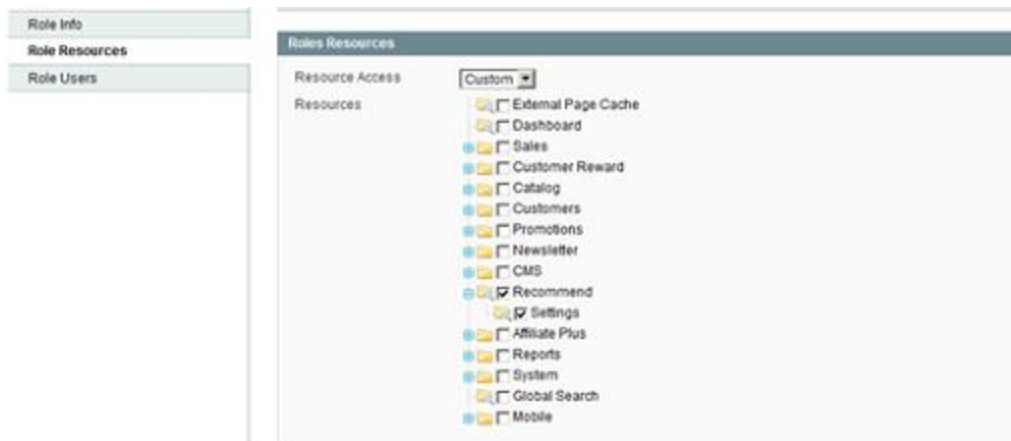 Role Info
Role Resources
Role Users
Roles Resources
Resource Access Custom
Resources
External Page Cache
Dashboard
Sales
Customer Reward
Catalog
Customers
Promotions
Newsletter
CMS
Recommend
Settings
Affiliate Plus
Reports
System
Global Search
Mobile